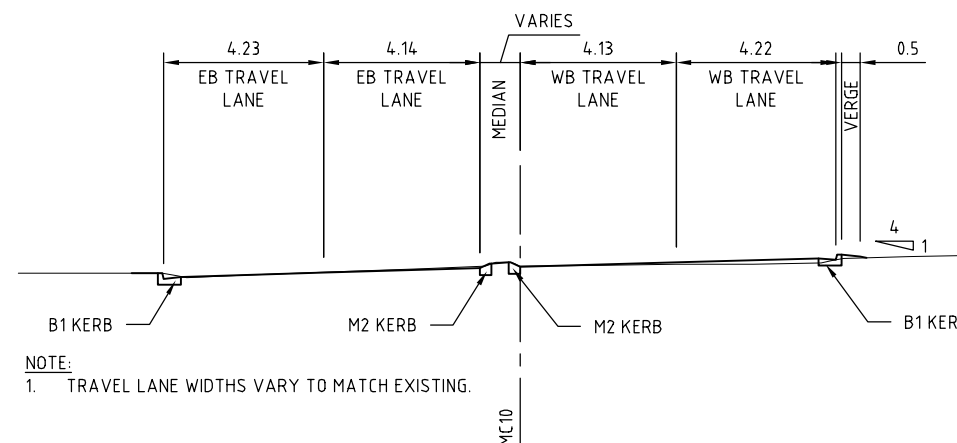 VARIES
4.23
4.14
4.13
4.22
0.5
EB TRAVEL
LANE
EB TRAVEL
LANE
MEDIAN
WB TRAVEL
LANE
WB TRAVEL
LANE
VERGE
4
1
B1 KERB
M2 KERB
M2 KERB
B1 KER
NOTE:
1. TRAVEL LANE WIDTHS VARY TO MATCH EXISTING.
MC10